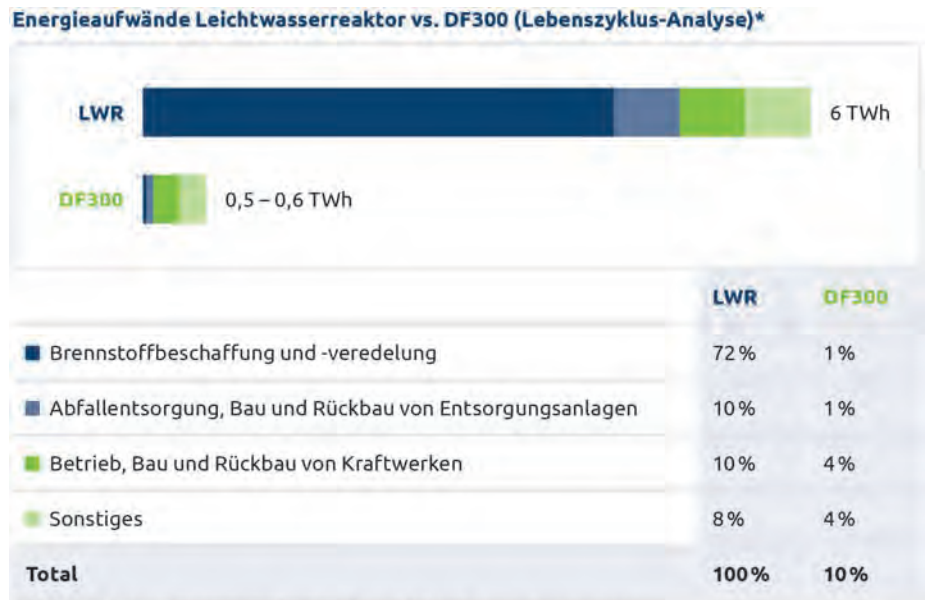 Energieaufwände Leichtwasserreaktor vs. DF300 (Lebenszyklus-Analyse)*
LWR 6 TWh
DF300 0,5 – 0,6 TWh
LWR DF300
Brennstoffbeschaffung und -veredelung 72 % 1 %
Abfallentsorgung, Bau und Rückbau von Entsorgungsanlagen 10 % 1 %
Betrieb, Bau und Rückbau von Kraftwerken 10 % 4 %
Sonstiges 8 % 4 %
Total 100 % 10 %